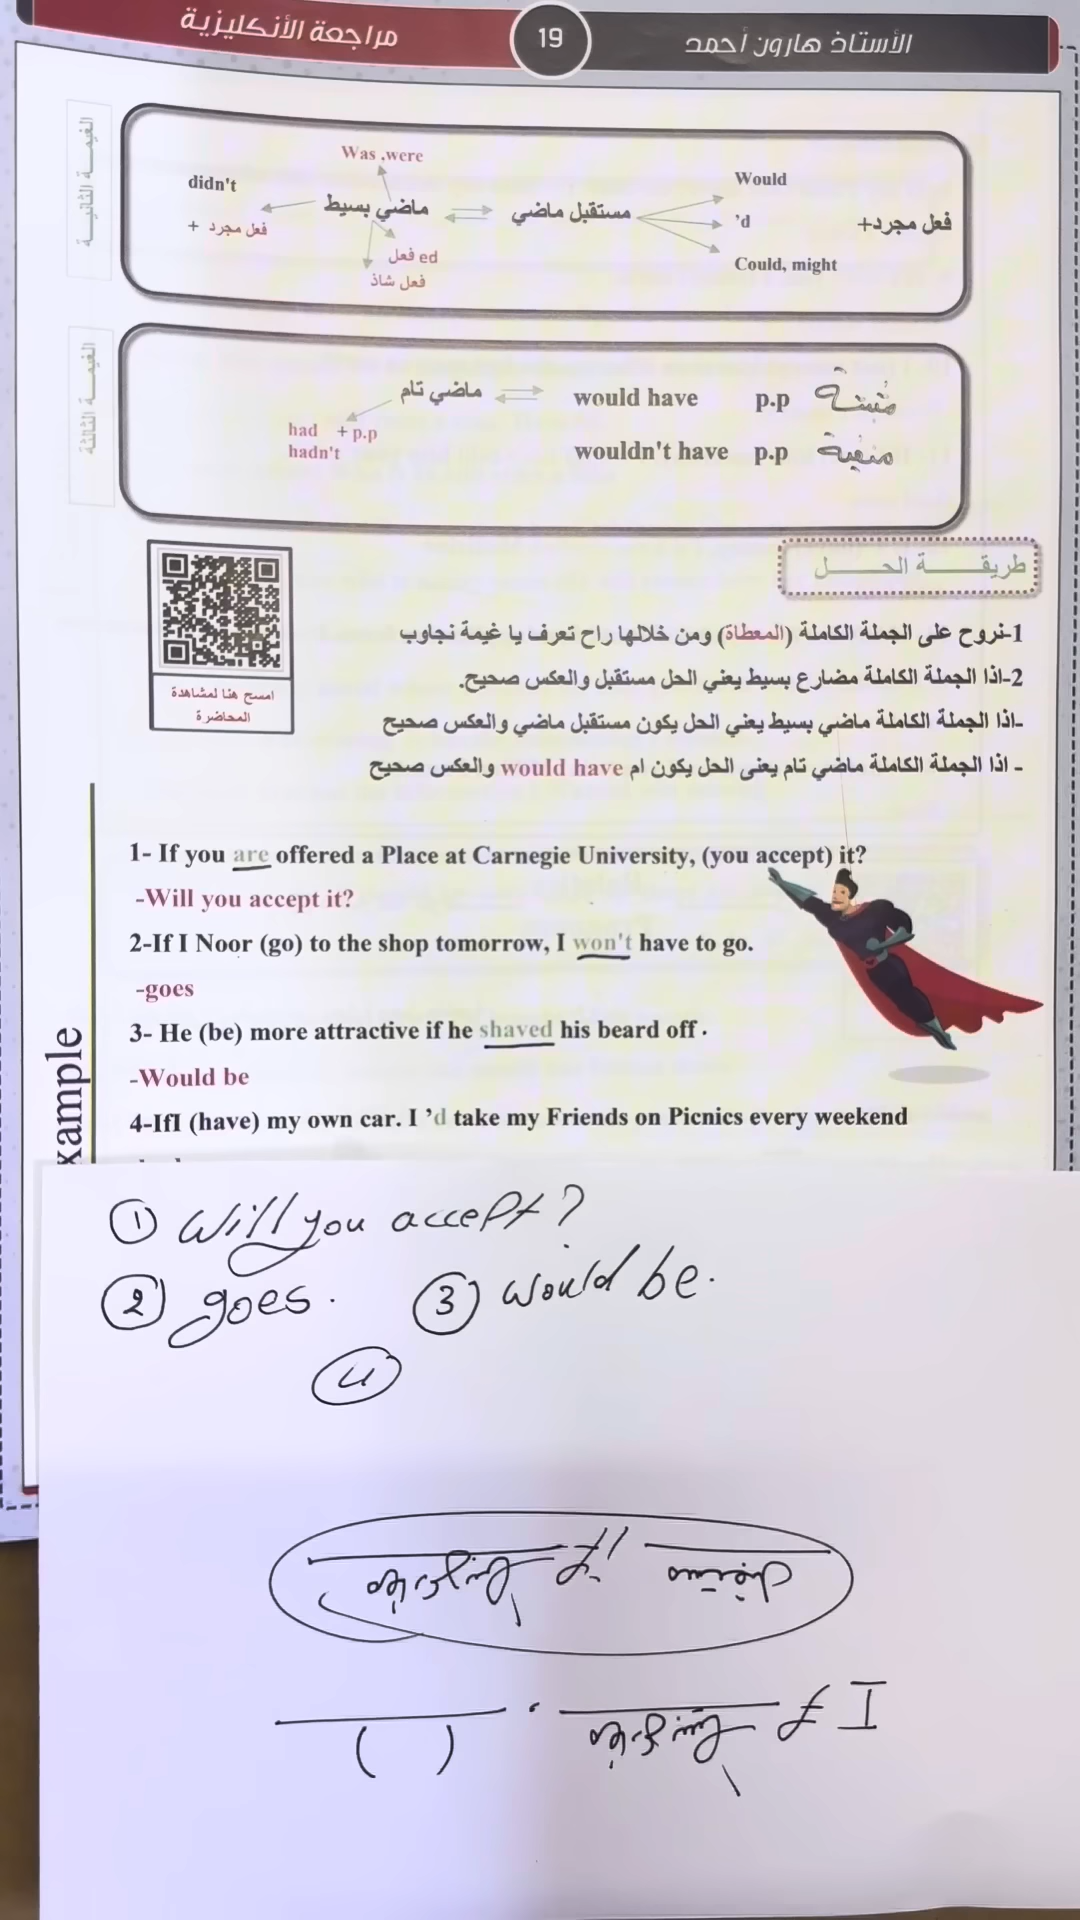 مراجعة الأنكليزية
19
الأستاذ هارون أحمد
الغيمة الثانية
Was ,were
didn't
+ فعل مجرد
ماضي بسيط
فعل ed
فعل شاذ
مستقبل ماضي
Would
'd
Could, might
+فعل مجرد
الغيمة الثالثة
ماضي تام
had + p.p
hadn't
would have p.p مثبتة
wouldn't have p.p منفية
امسح هنا لمشاهدة
المحاضرة
طريقة الحل
1-نروح على الجملة الكاملة (المعطاة) ومن خلالها راح تعرف يا غيمة نجاوب
2-اذا الجملة الكاملة مضارع بسيط يعني الحل مستقبل والعكس صحيح.
-اذا الجملة الكاملة ماضي بسيط يعني الحل يكون مستقبل ماضي والعكس صحيح
- اذا الجملة الكاملة ماضي تام يعني الحل يكون ام would have والعكس صحيح
xample
1- If you are offered a Place at Carnegie University, (you accept) it?
-Will you accept it?
2-If I Noor (go) to the shop tomorrow, I won't have to go.
-goes
3- He (be) more attractive if he shaved his beard off .
-Would be
4-IfI (have) my own car. I 'd take my Friends on Picnics every weekend
① Will you accept?
② goes. ③ would be.
④
if
( )
If